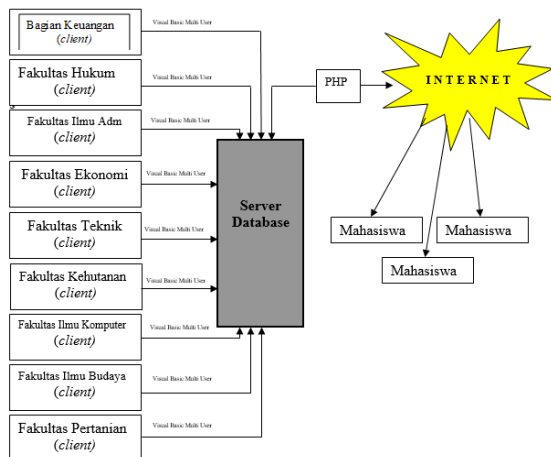 Bagian Keuangan
(client)
Visual Basic Multi User
Fakultas Hukum
(client)
Visual Basic Multi User
Fakultas Ilmu Adm
(client)
Visual Basic Multi User
Fakultas Ekonomi
(client)
Visual Basic Multi User
Fakultas Teknik
(client)
Visual Basic Multi User
Fakultas Kehutanan
(client)
Visual Basic Multi User
Fakultas Ilmu Komputer
(client)
Visual Basic Multi User
Fakultas Ilmu Budaya
(client)
Visual Basic Multi User
Fakultas Pertanian
(client)
Visual Basic Multi User
Server
Database
PHP
INTERNET
Mahasiswa
Mahasiswa
Mahasiswa